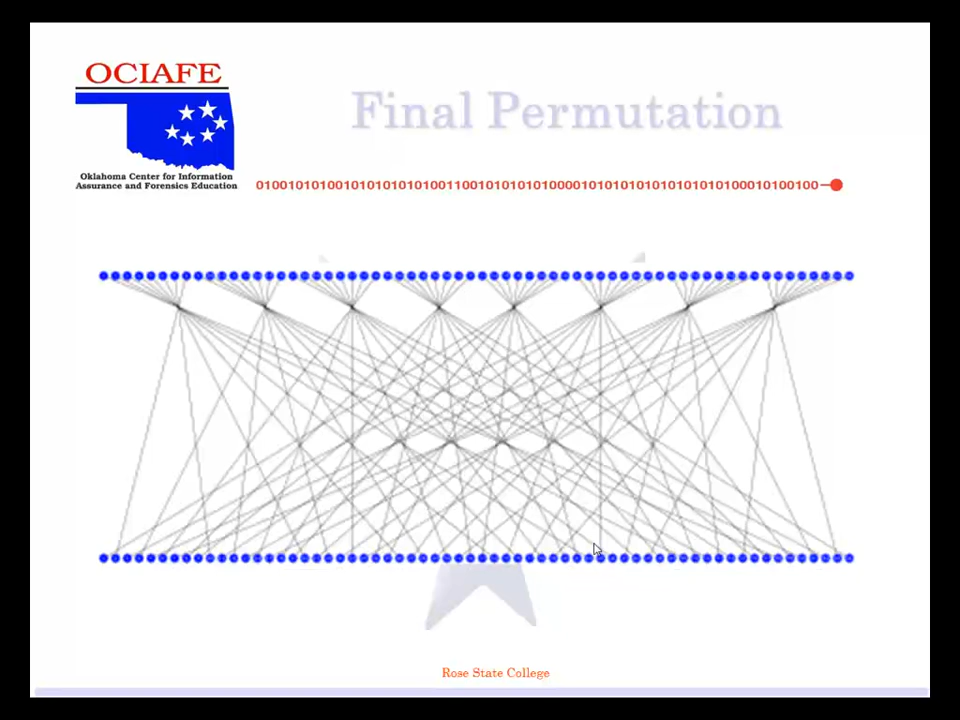 OCIAFE
Final Permutation
Oklahoma Center for Information
Assurance and Forensics Education
Rose State College